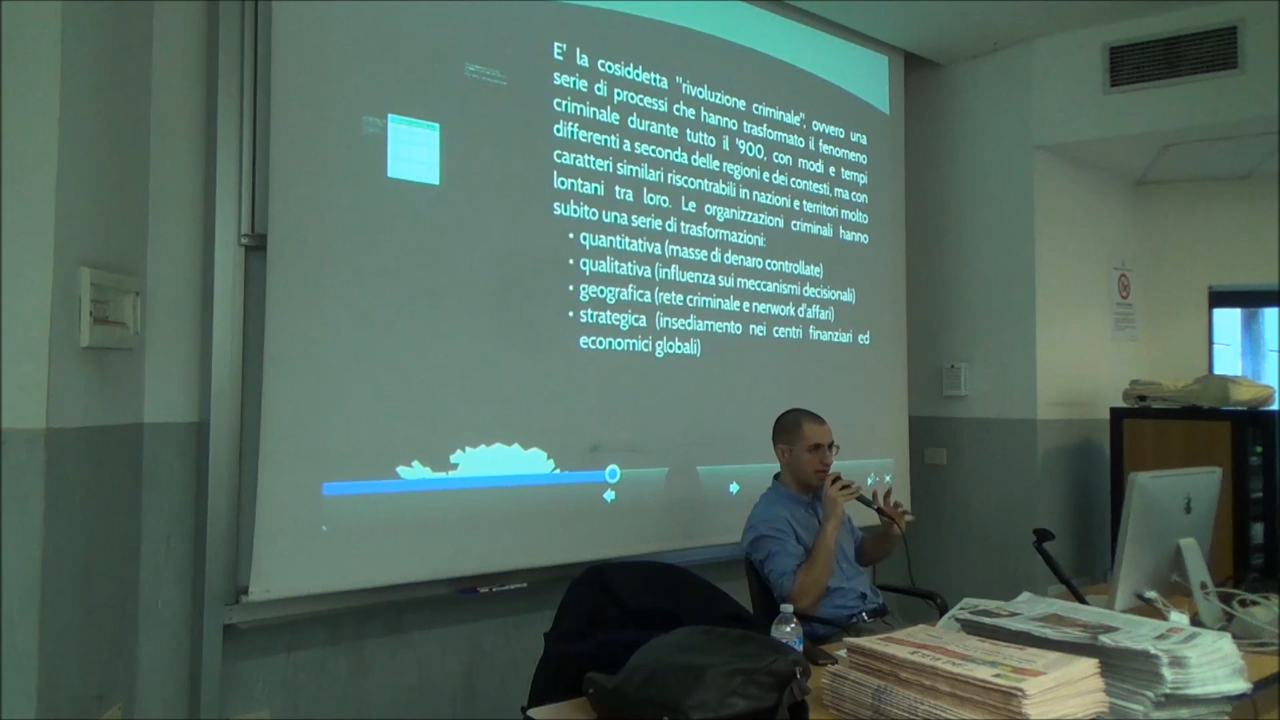 E' la cosiddetta "rivoluzione criminale", ovvero una
serie di processi che hanno trasformato il fenomeno
criminale durante tutto il '900, con modi e tempi
differenti a seconda delle regioni e dei contesti, ma con
caratteri similari riscontrabili in nazioni e territori molto
lontani tra loro. Le organizzazioni criminali hanno
subito una serie di trasformazioni:
• quantitativa (masse di denaro controllate)
• qualitativa (influenza sui meccanismi decisionali)
• geografica (rete criminale e nerwork d'affari)
• strategica (insediamento nei centri finanziari ed
economici globali)